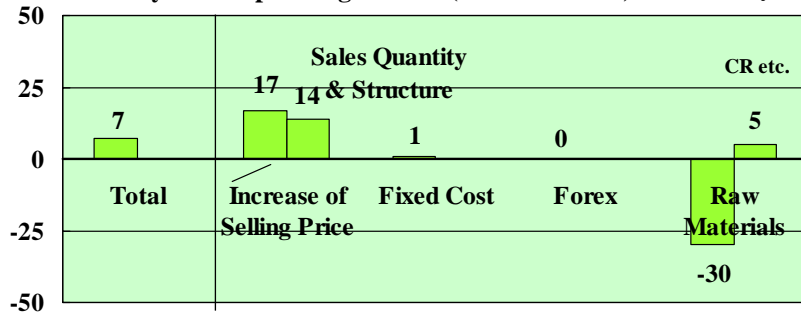 50
Sales Quantity
& Structure
CR etc.
25
17
14
7
1
0
5
0
Total
Increase of
Selling Price
Fixed Cost
Forex
Raw
Materials
-25
-30
-50